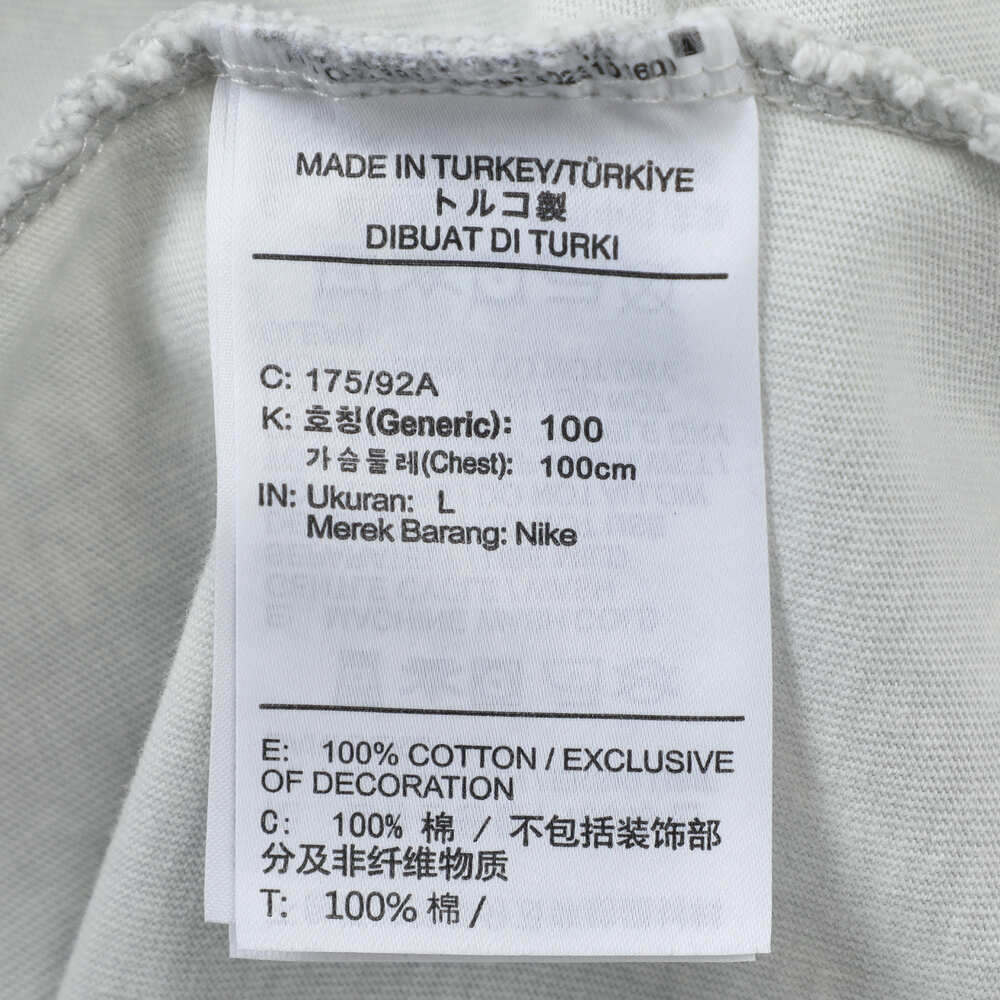 MADE IN TURKEY/TÜRKİYE
トルコ製
DIBUAT DI TURKI
C: 175/92A
K: 호칭(Generic): 100
가슴둘레(Chest): 100cm
IN: Ukuran: L
Merek Barang: Nike
E: 100% COTTON / EXCLUSIVE
OF DECORATION
C: 100% 棉 / 不包括装饰部
分及非纤维物质
T: 100% 棉 /